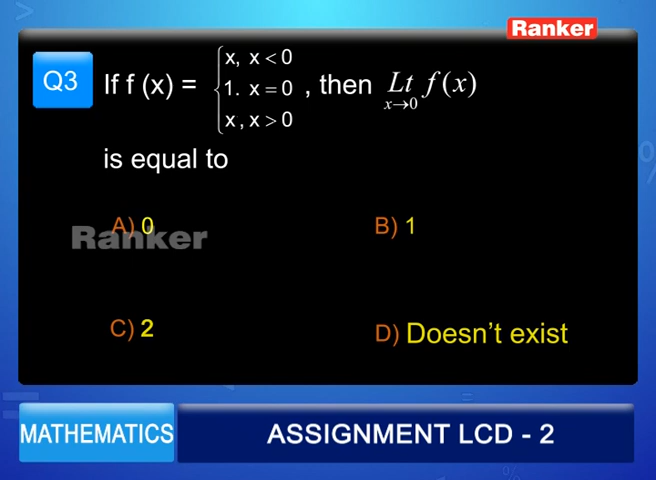 Ranker
Q3 If f (x) = { x, x < 0
1. x = 0 , then Lt f(x)
x , x > 0 x→0
is equal to
A) 0 B) 1
Ranker
C) 2 D) Doesn't exist
MATHEMATICS ASSIGNMENT LCD - 2